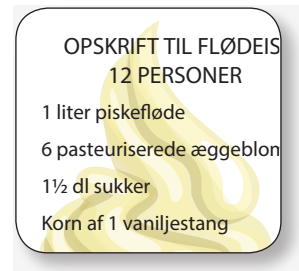 OPSKRIFT TIL FLØDEIS
12 PERSONER
1 liter piskefløde
6 pasteuriserede
1½ dl sukker
Korn af 1 vaniljestang